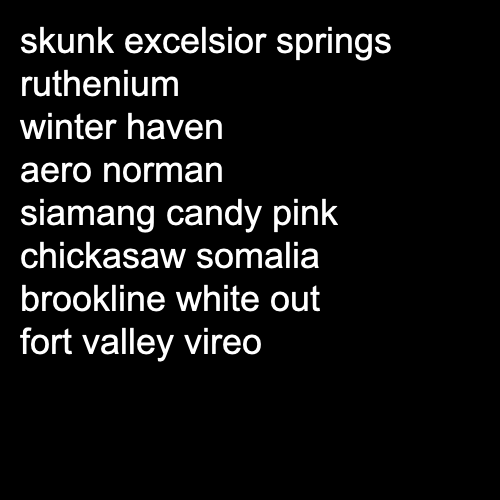 skunk excelsior springs
ruthenium
winter haven
aero norman
siamang candy pink
chickasaw somalia
brookline white out
fort valley vireo